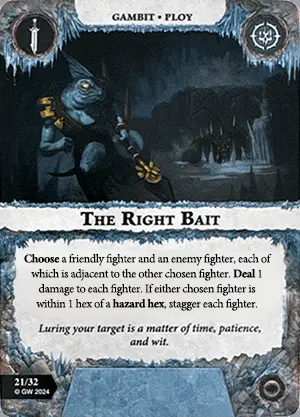 GAMBIT • PLOY
THE RIGHT BAIT
Choose a friendly fighter and an enemy fighter, each of
which is adjacent to the other chosen fighter. Deal 1
damage to each fighter. If either chosen fighter is
within 1 hex of a hazard hex, stagger each fighter.
Luring your target is a matter of time, patience,
and wit.
21/32
© GW 2024